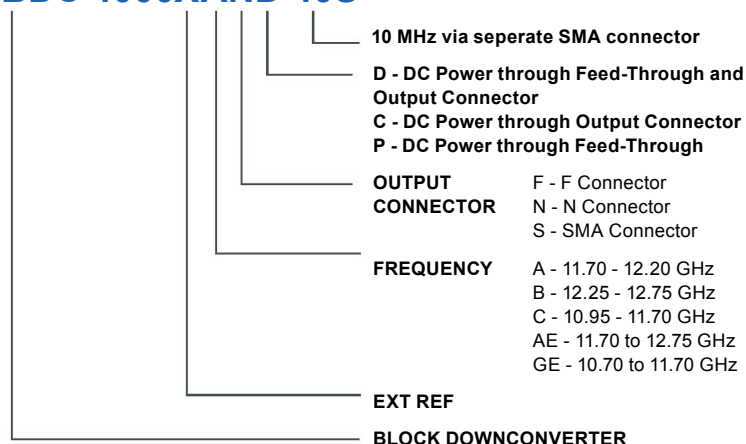 10 MHz via seperate SMA connector
D - DC Power through Feed-Through and
Output Connector
C - DC Power through Output Connector
P - DC Power through Feed-Through
OUTPUT F - F Connector
CONNECTOR N - N Connector
S - SMA Connector
FREQUENCY A - 11.70 - 12.20 GHz
B - 12.25 - 12.75 GHz
C - 10.95 - 11.70 GHz
AE - 11.70 to 12.75 GHz
GE - 10.70 to 11.70 GHz
EXT REF
BLOCK DOWNCONVERTER